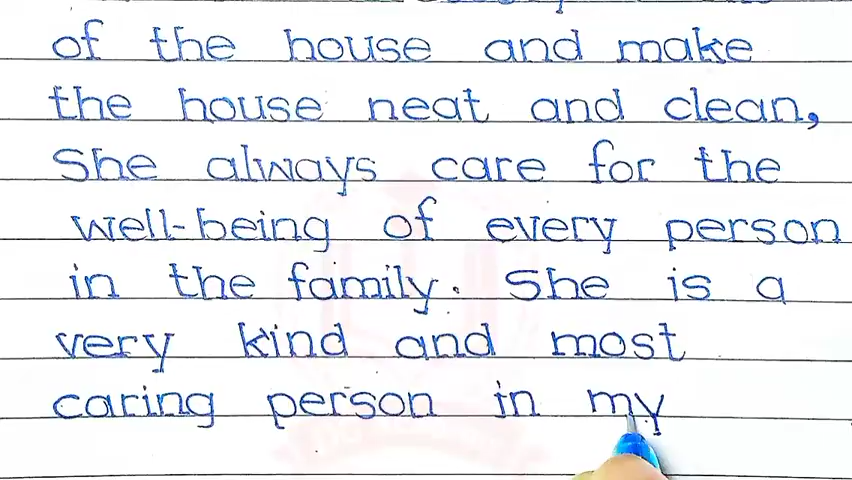 of the house and make
the house neat and clean,
She always care for the
well-being of every person
in the family. She is a
very kind and most
caring person in my